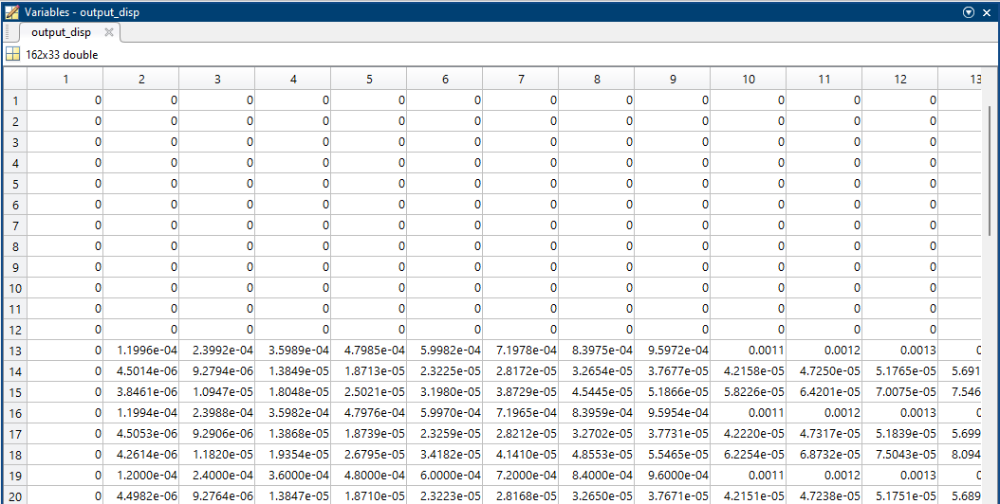 Variables - output_disp
output_disp
162x33 double
1 2 3 4 5 6 7 8 9 10 11 12 13
1 0 0 0 0 0 0 0 0 0 0 0 0
2 0 0 0 0 0 0 0 0 0 0 0 0
3 0 0 0 0 0 0 0 0 0 0 0 0
4 0 0 0 0 0 0 0 0 0 0 0 0
5 0 0 0 0 0 0 0 0 0 0 0 0
6 0 0 0 0 0 0 0 0 0 0 0 0
7 0 0 0 0 0 0 0 0 0 0 0 0
8 0 0 0 0 0 0 0 0 0 0 0 0
9 0 0 0 0 0 0 0 0 0 0 0 0
10 0 0 0 0 0 0 0 0 0 0 0 0
11 0 0 0 0 0 0 0 0 0 0 0 0
12 0 0 0 0 0 0 0 0 0 0 0 0
13 0 1.1996e-04 2.3992e-04 3.5989e-04 4.7985e-04 5.9982e-04 7.1978e-04 8.3975e-04 9.5972e-04 0.0011 0.0012 0.0013 0
14 0 4.5014e-06 9.2794e-06 1.3849e-05 1.8713e-05 2.3225e-05 2.8172e-05 3.2654e-05 3.7677e-05 4.2158e-05 4.7250e-05 5.1765e-05 5.691
15 0 3.8461e-06 1.0947e-05 1.8048e-05 2.5021e-05 3.1980e-05 3.8729e-05 4.5445e-05 5.1866e-05 5.8226e-05 6.4201e-05 7.0075e-05 7.546
16 0 1.1994e-04 2.3988e-04 3.5982e-04 4.7976e-04 5.9970e-04 7.1965e-04 8.3959e-04 9.5954e-04 0.0011 0.0012 0.0013 0
17 0 4.5053e-06 9.2906e-06 1.3868e-05 1.8739e-05 2.3259e-05 2.8212e-05 3.2702e-05 3.7731e-05 4.2220e-05 4.7317e-05 5.1839e-05 5.699
18 0 4.2614e-06 1.1820e-05 1.9354e-05 2.6795e-05 3.4182e-05 4.1410e-05 4.8553e-05 5.5465e-05 6.2254e-05 6.8732e-05 7.5043e-05 8.094
19 0 1.2000e-04 2.4000e-04 3.6000e-04 4.8000e-04 6.0000e-04 7.2000e-04 8.4000e-04 9.6000e-04 0.0011 0.0012 0.0013 0
20 0 4.4982e-06 9.2764e-06 1.3847e-05 1.8710e-05 2.3223e-05 2.8168e-05 3.2650e-05 3.7671e-05 4.2151e-05 4.7238e-05 5.1751e-05 5.689